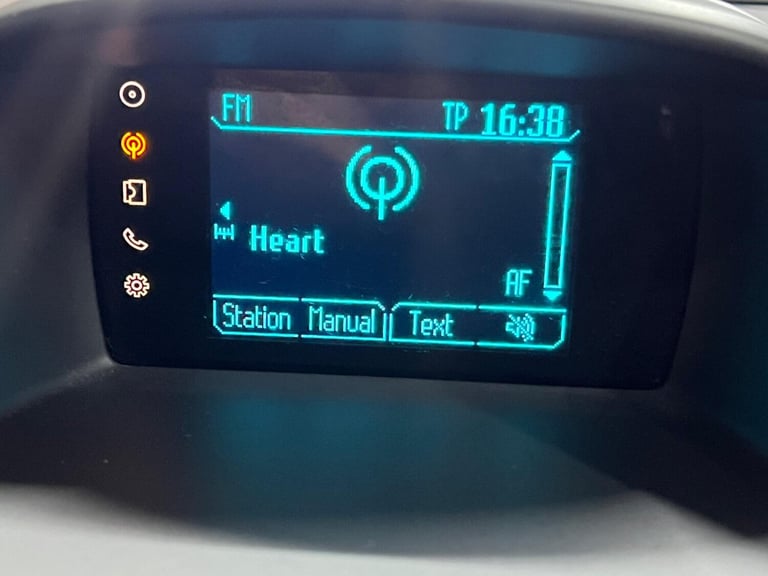 FM TP 16:38
Heart
AF
Station Manual Text